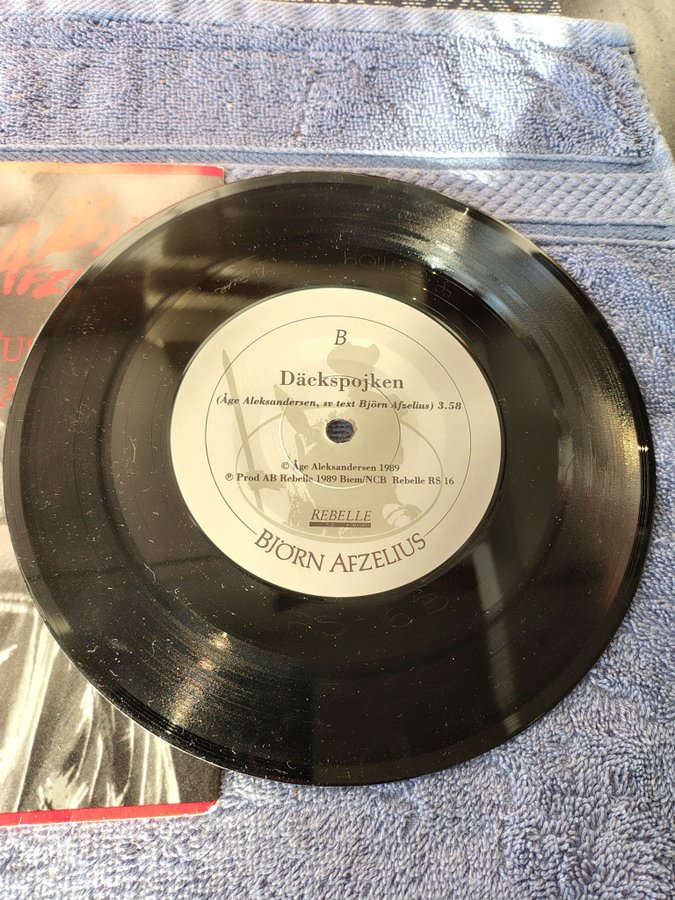 B
Däckspojken
(Åge Aleksandersen, sv text Björn Afzelius) 3.58
© Åge Aleksandersen 1989
℗ Prod AB Rebelle 1989 Biem/NCB Rebelle RS 16
REBELLE
BJÖRN AFZELIUS